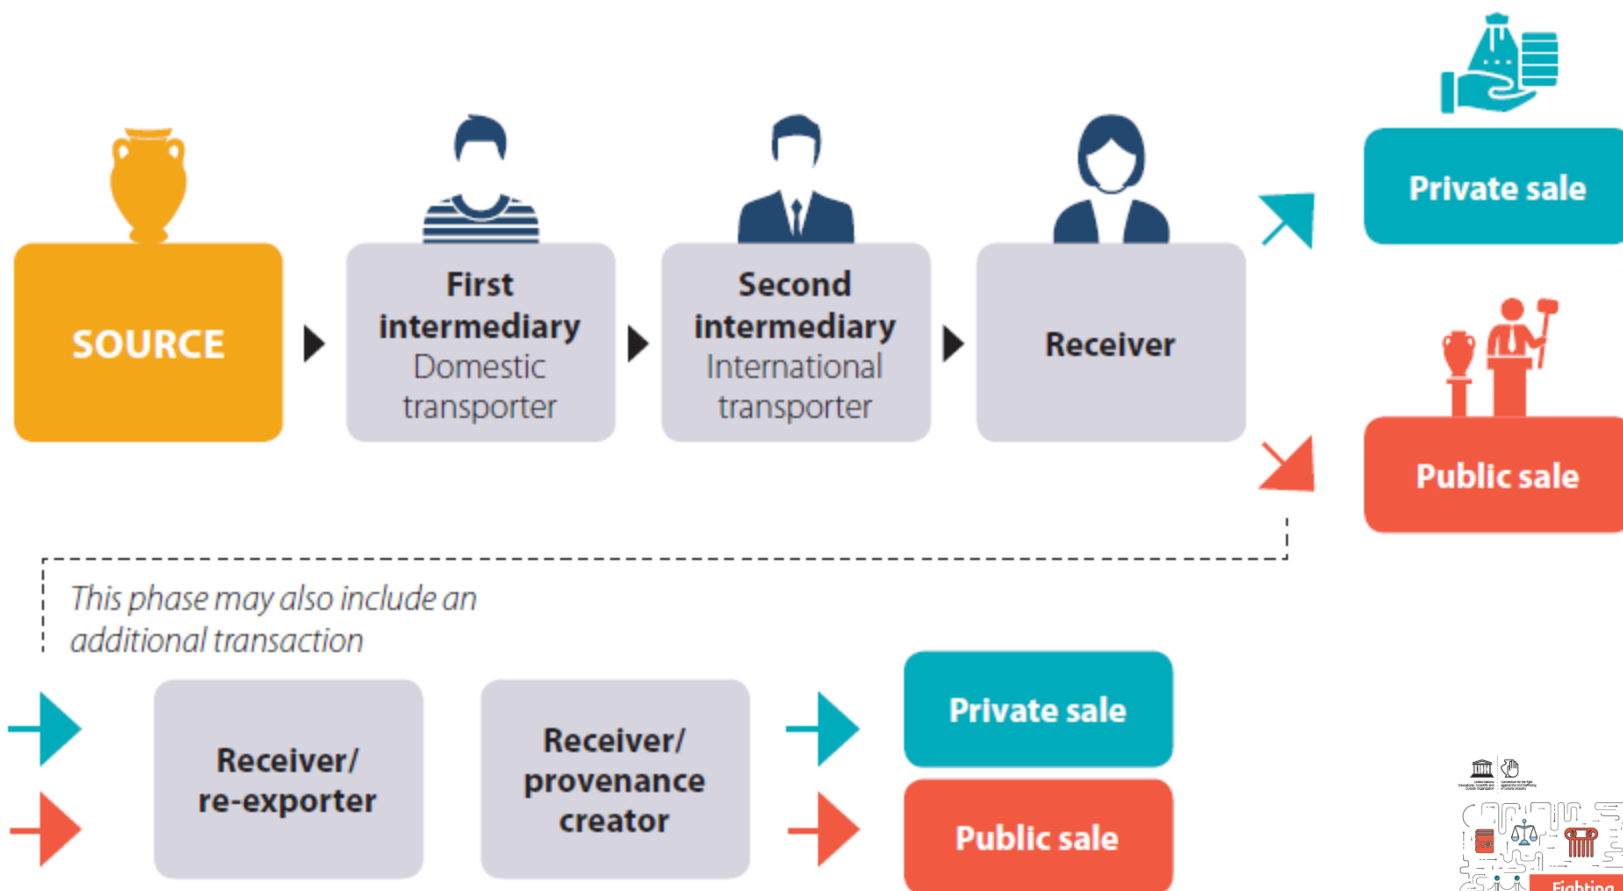 Private sale
First
intermediary
Domestic
transporter
Second
intermediary
International
transporter
SOURCE
Receiver
Public sale
This phase may also include an
additional transaction
Receiver/
re-exporter
Receiver/
provenance
creator
Private sale
Public sale
Fighting